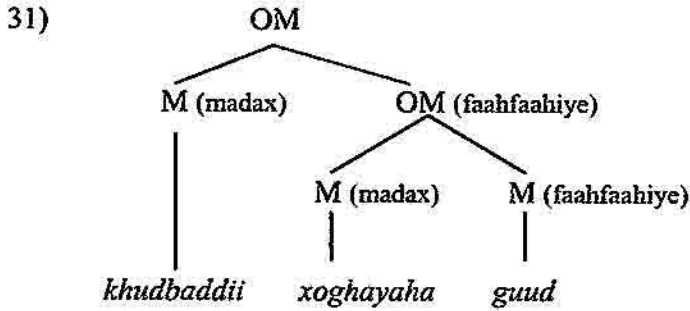 31) OM
M (madax) OM (faahfaahiye)
M (madax) M (faahfaahiye)
khudbaddii xoghayaha guud